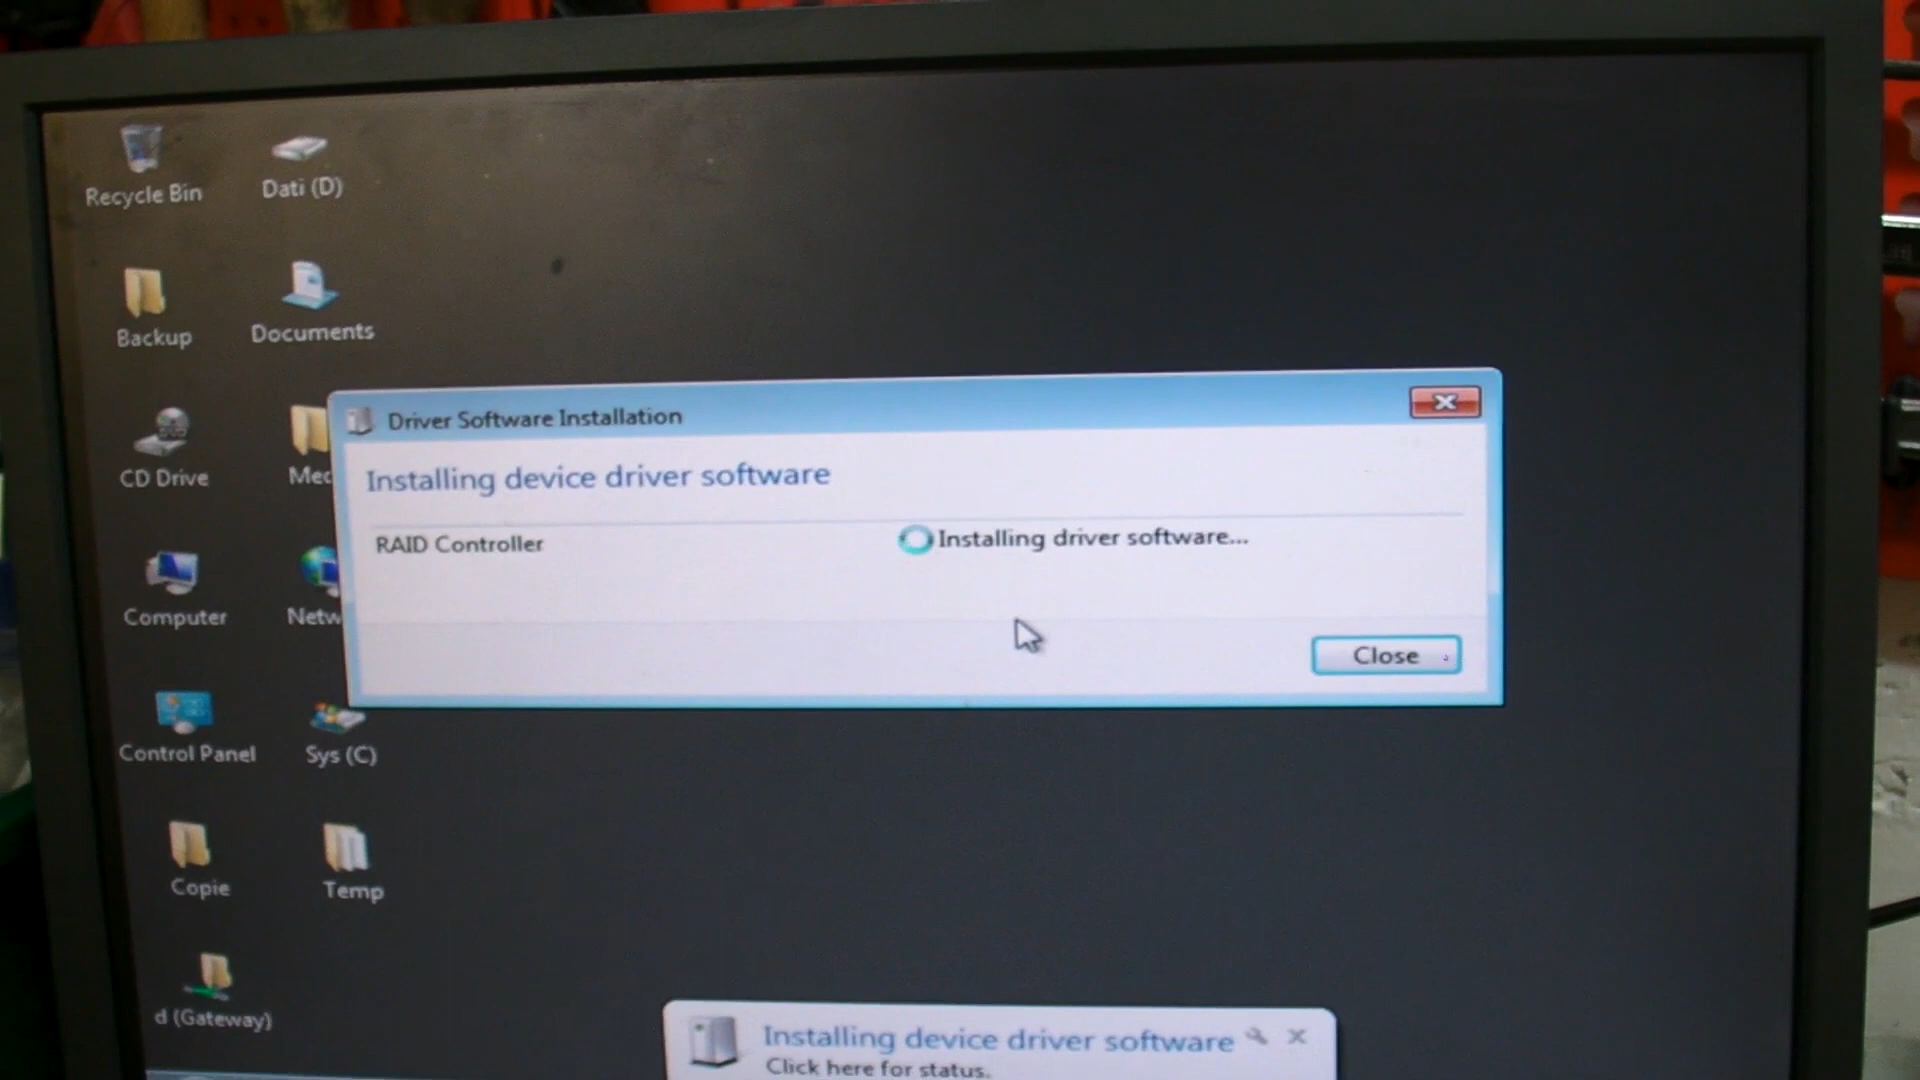 Recycle Bin
Dati (D)
Backup
Documents
CD Drive
Med
Computer
Netw
Control Panel
Sys (C)
Copie
Temp
d (Gateway)
Driver Software Installation
Installing device driver software
RAID Controller
Installing driver software...
Close
Installing device driver software
Click here for status.